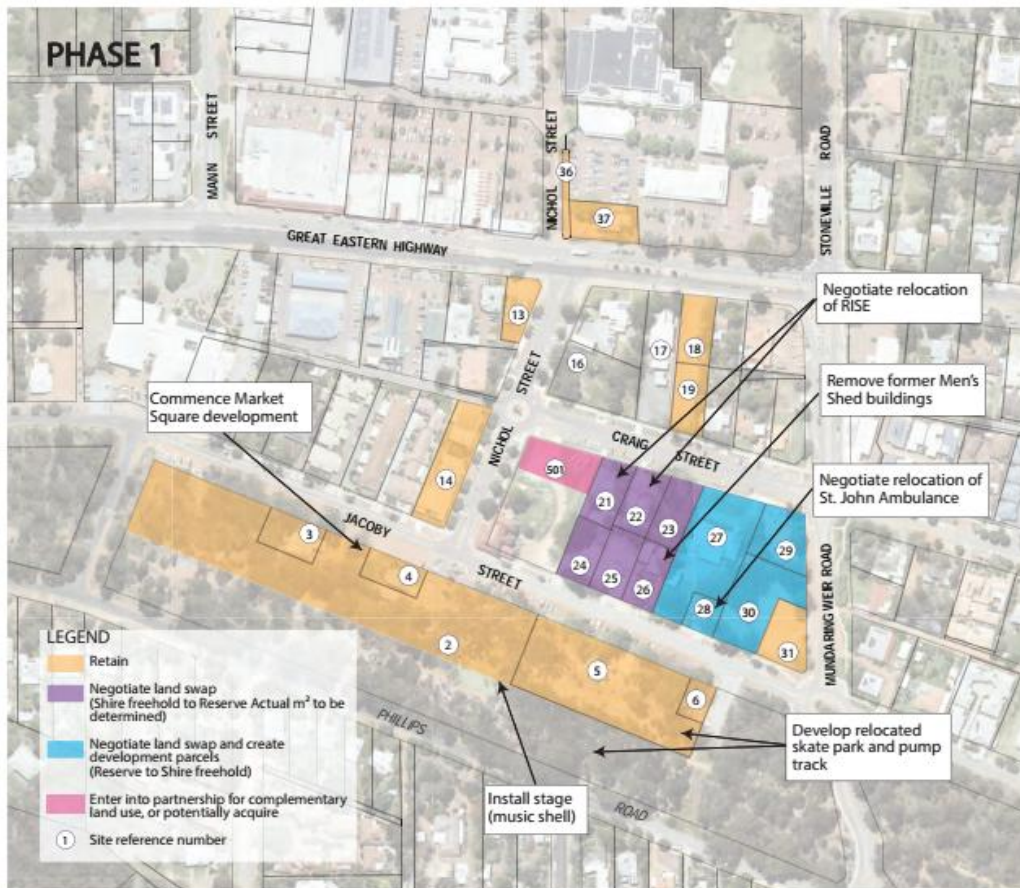 PHASE 1
MANN STREET
NICHOL STREET
STONEVILLE ROAD
36
37
GREAT EASTERN HIGHWAY
Negotiate relocation
of RISE
13
16
17
18
19
NICHOL STREET
Remove former Men's
Shed buildings
Commence Market
Square development
CRAIG STREET
14
501
21
22
23
Negotiate relocation of
St. John Ambulance
27
29
JACOBY STREET
3
4
24
25
26
28
30
31
MUNDARING WEIR ROAD
2
5
6
LEGEND
Retain
Negotiate land swap
(Shire freehold to Reserve Actual m² to be
determined)
Negotiate land swap and create
development parcels
(Reserve to Shire freehold)
Enter into partnership for complementary
land use, or potentially acquire
1 Site reference number
PHILLIPS ROAD
Install stage
(music shell)
Develop relocated
skate park and pump
track